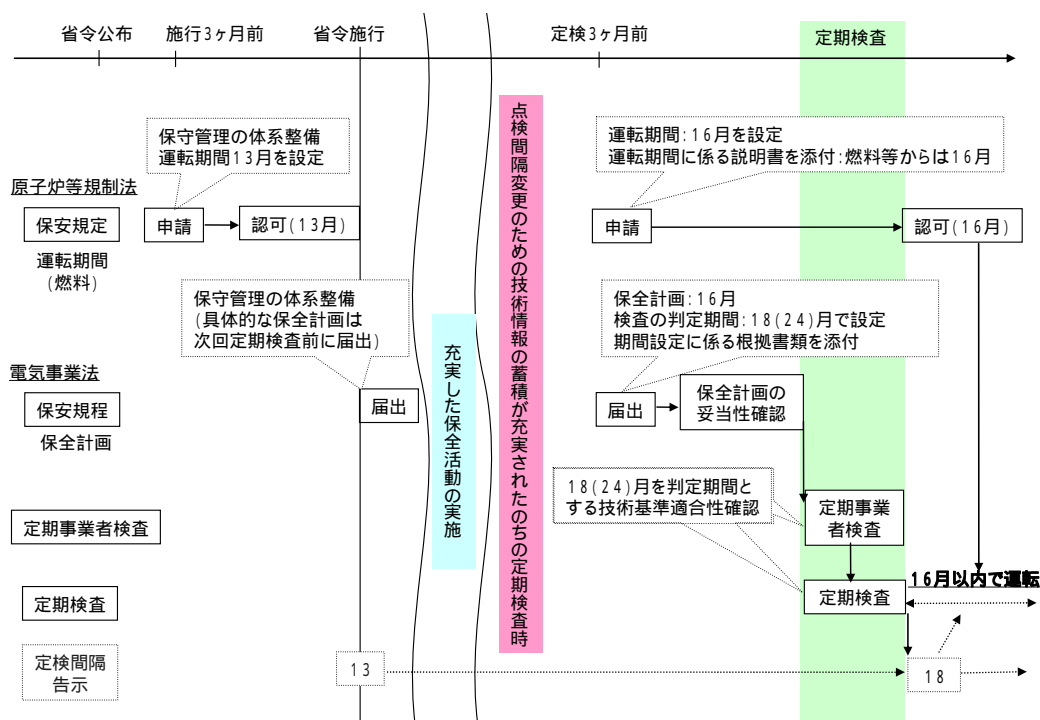 省令公布
施行3ヶ月前
省令施行
定検3ヶ月前
定期検査
点検間隔変更のための技術情報の蓄積が充実されたのちの定期検査時
充実した保全活動の実施
保守管理の体系整備
運転期間13月を設定
運転期間:16月を設定
運転期間に係る説明書を添付:燃料等からは16月
原子炉等規制法
保安規定
申請
認可(13月)
申請
認可(16月)
運転期間
(燃料)
保守管理の体系整備
(具体的な保全計画は
次回定期検査前に届出)
保全計画:16月
検査の判定期間:18(24)月で設定
期間設定に係る根拠書類を添付
電気事業法
保安規程
届出
届出
保全計画の
妥当性確認
保全計画
18(24)月を判定期間と
する技術基準適合性確認
定期事業者検査
定期事業
者検査
16月以内で運転
定期検査
定期検査
定検間隔
告示
13
18